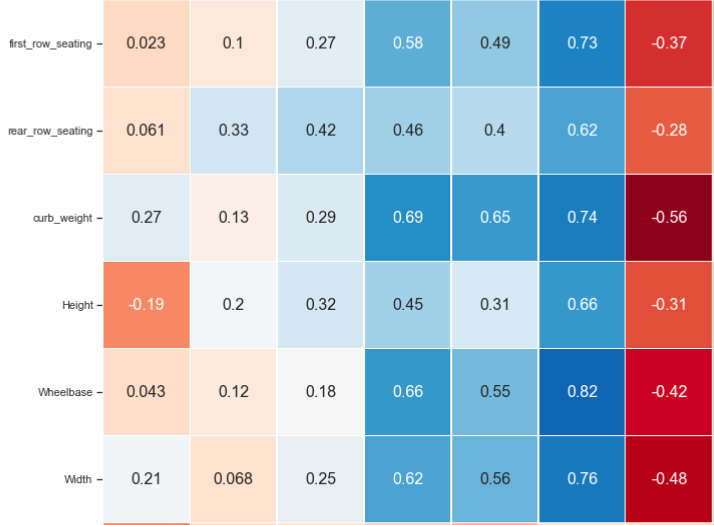 first_row_seating 0.023 0.1 0.27 0.58 0.49 0.73 -0.37
rear_row_seating 0.061 0.33 0.42 0.46 0.4 0.62 -0.28
curb_weight 0.27 0.13 0.29 0.69 0.65 0.74 -0.56
Height -0.19 0.2 0.32 0.45 0.31 0.66 -0.31
Wheelbase 0.043 0.12 0.18 0.66 0.55 0.82 -0.42
Width 0.21 0.068 0.25 0.62 0.56 0.76 -0.48